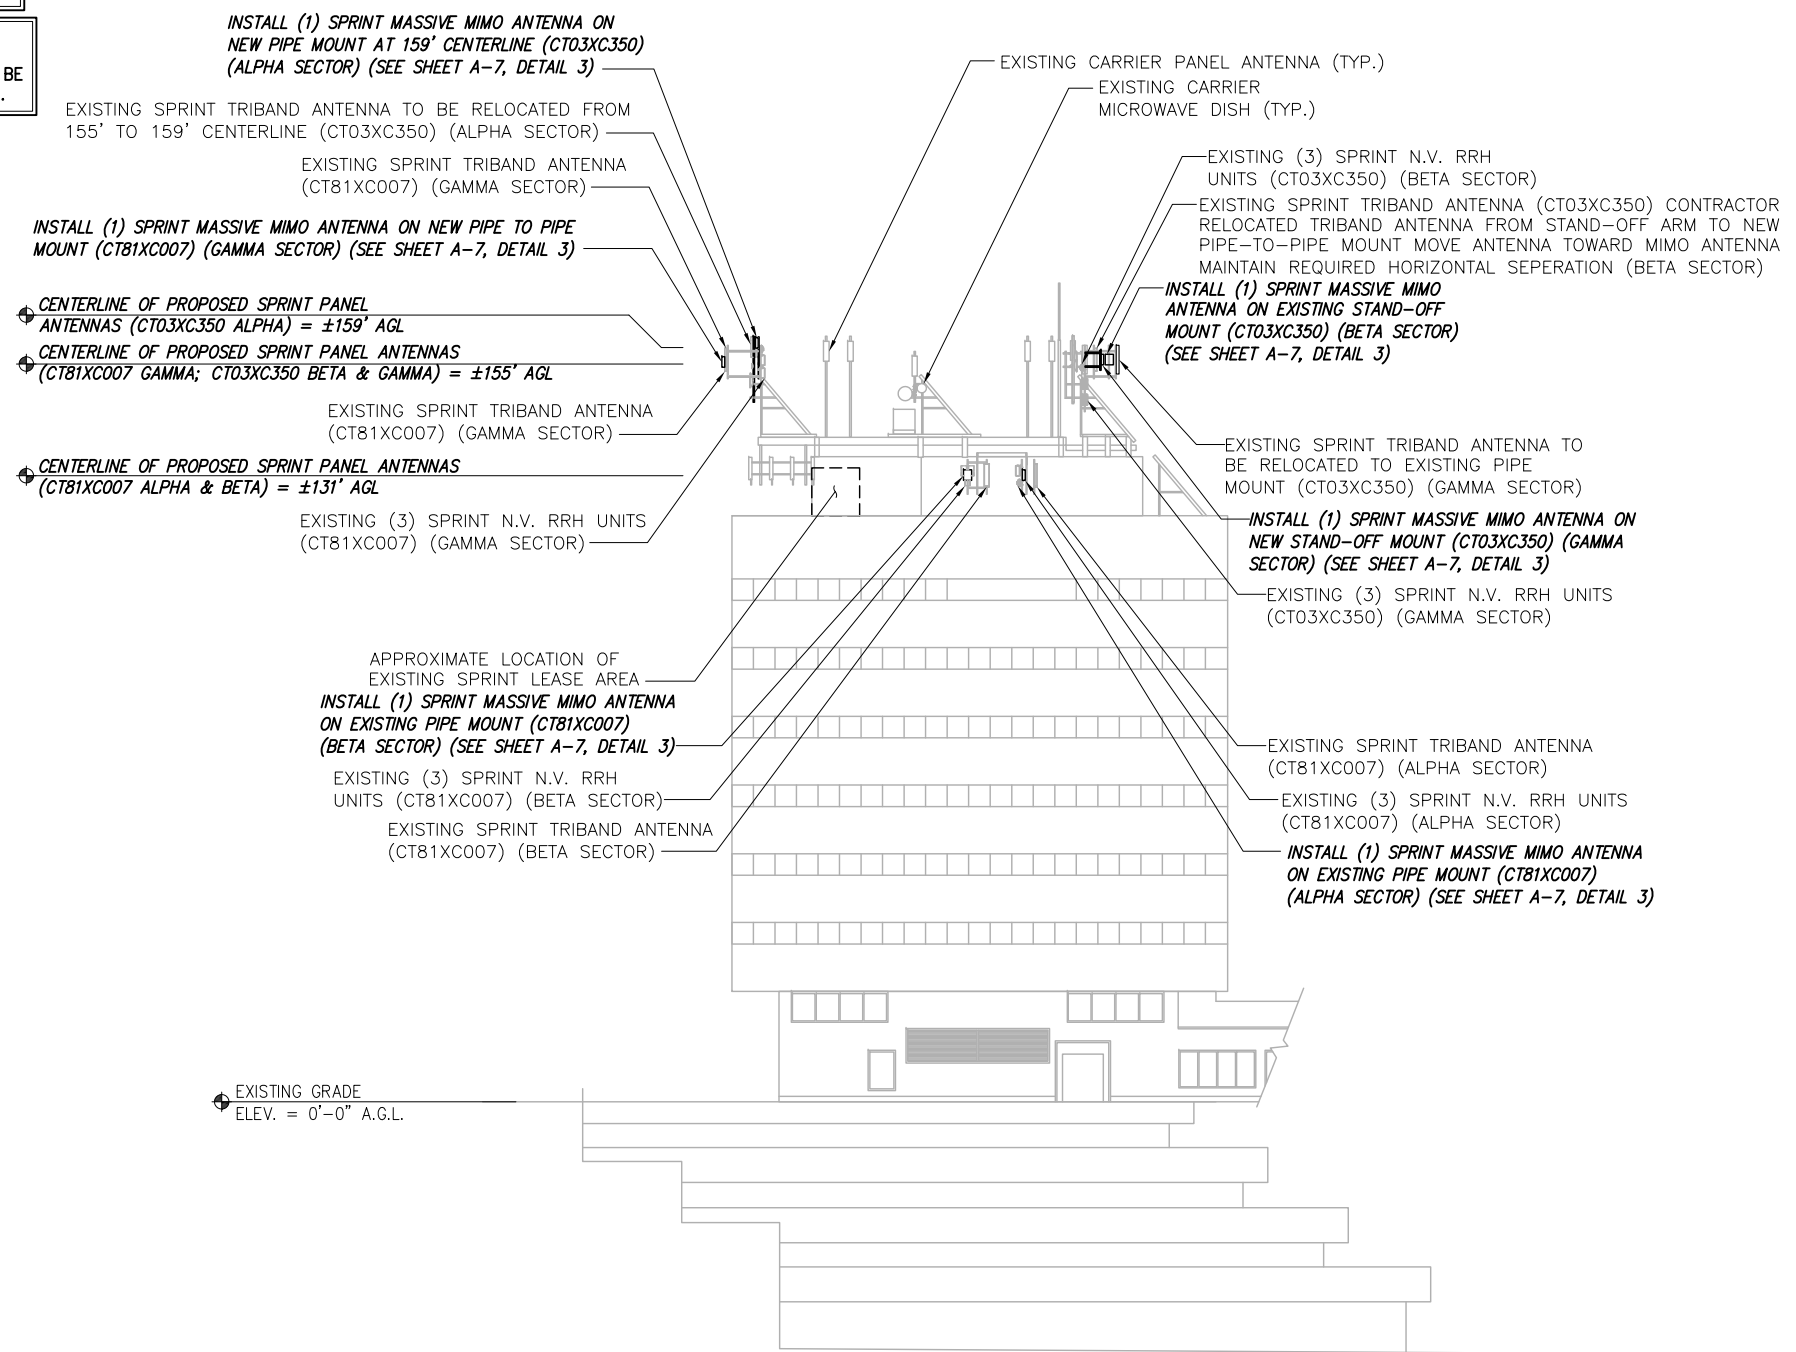 BE
.
INSTALL (1) SPRINT MASSIVE MIMO ANTENNA ON
NEW PIPE MOUNT AT 159' CENTERLINE (CT03XC350)
(ALPHA SECTOR) (SEE SHEET A-7, DETAIL 3)
EXISTING SPRINT TRIBAND ANTENNA TO BE RELOCATED FROM
155' TO 159' CENTERLINE (CT03XC350) (ALPHA SECTOR)
EXISTING SPRINT TRIBAND ANTENNA
(CT81XC007) (GAMMA SECTOR)
INSTALL (1) SPRINT MASSIVE MIMO ANTENNA ON NEW PIPE TO PIPE
MOUNT (CT81XC007) (GAMMA SECTOR) (SEE SHEET A-7, DETAIL 3)
CENTERLINE OF PROPOSED SPRINT PANEL
ANTENNAS (CT03XC350 ALPHA) = ±159' AGL
CENTERLINE OF PROPOSED SPRINT PANEL ANTENNAS
(CT81XC007 GAMMA; CT03XC350 BETA & GAMMA) = ±155' AGL
EXISTING SPRINT TRIBAND ANTENNA
(CT81XC007) (GAMMA SECTOR)
CENTERLINE OF PROPOSED SPRINT PANEL ANTENNAS
(CT81XC007 ALPHA & BETA) = ±131' AGL
EXISTING (3) SPRINT N.V. RRH UNITS
(CT81XC007) (GAMMA SECTOR)
APPROXIMATE LOCATION OF
EXISTING SPRINT LEASE AREA
INSTALL (1) SPRINT MASSIVE MIMO ANTENNA
ON EXISTING PIPE MOUNT (CT81XC007)
(BETA SECTOR) (SEE SHEET A-7, DETAIL 3)
EXISTING (3) SPRINT N.V. RRH
UNITS (CT81XC007) (BETA SECTOR)
EXISTING SPRINT TRIBAND ANTENNA
(CT81XC007) (BETA SECTOR)
EXISTING GRADE
ELEV. = 0'-0" A.G.L.
EXISTING CARRIER PANEL ANTENNA (TYP.)
EXISTING CARRIER
MICROWAVE DISH (TYP.)
EXISTING (3) SPRINT N.V. RRH
UNITS (CT03XC350) (BETA SECTOR)
EXISTING SPRINT TRIBAND ANTENNA (CT03XC350) CONTRACTOR
RELOCATED TRIBAND ANTENNA FROM STAND-OFF ARM TO NEW
PIPE-TO-PIPE MOUNT MOVE ANTENNA TOWARD MIMO ANTENNA
MAINTAIN REQUIRED HORIZONTAL SEPERATION (BETA SECTOR)
INSTALL (1) SPRINT MASSIVE MIMO
ANTENNA ON EXISTING STAND-OFF
MOUNT (CT03XC350) (BETA SECTOR)
(SEE SHEET A-7, DETAIL 3)
EXISTING SPRINT TRIBAND ANTENNA TO
BE RELOCATED TO EXISTING PIPE
MOUNT (CT03XC350) (GAMMA SECTOR)
INSTALL (1) SPRINT MASSIVE MIMO ANTENNA ON
NEW STAND-OFF MOUNT (CT03XC350) (GAMMA
SECTOR) (SEE SHEET A-7, DETAIL 3)
EXISTING (3) SPRINT N.V. RRH UNITS
(CT03XC350) (GAMMA SECTOR)
EXISTING SPRINT TRIBAND ANTENNA
(CT81XC007) (ALPHA SECTOR)
EXISTING (3) SPRINT N.V. RRH UNITS
(CT81XC007) (ALPHA SECTOR)
INSTALL (1) SPRINT MASSIVE MIMO ANTENNA
ON EXISTING PIPE MOUNT (CT81XC007)
(ALPHA SECTOR) (SEE SHEET A-7, DETAIL 3)